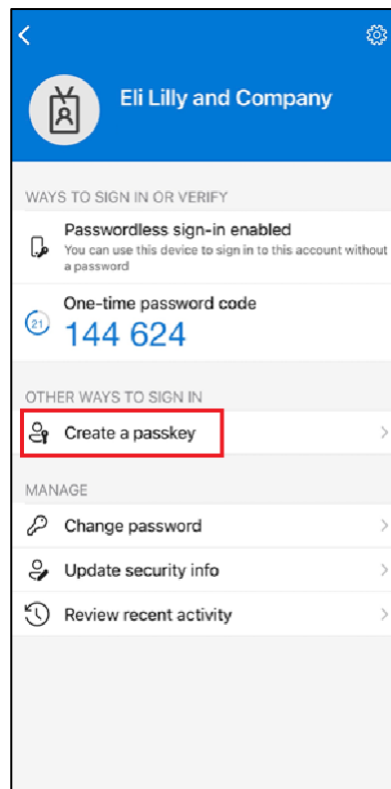 Eli Lilly and Company
WAYS TO SIGN IN OR VERIFY
Passwordless sign-in enabled
You can use this device to sign in to this account without
a password
One-time password code
21
144 624
OTHER WAYS TO SIGN IN
Create a passkey
MANAGE
Change password
Update security info
Review recent activity